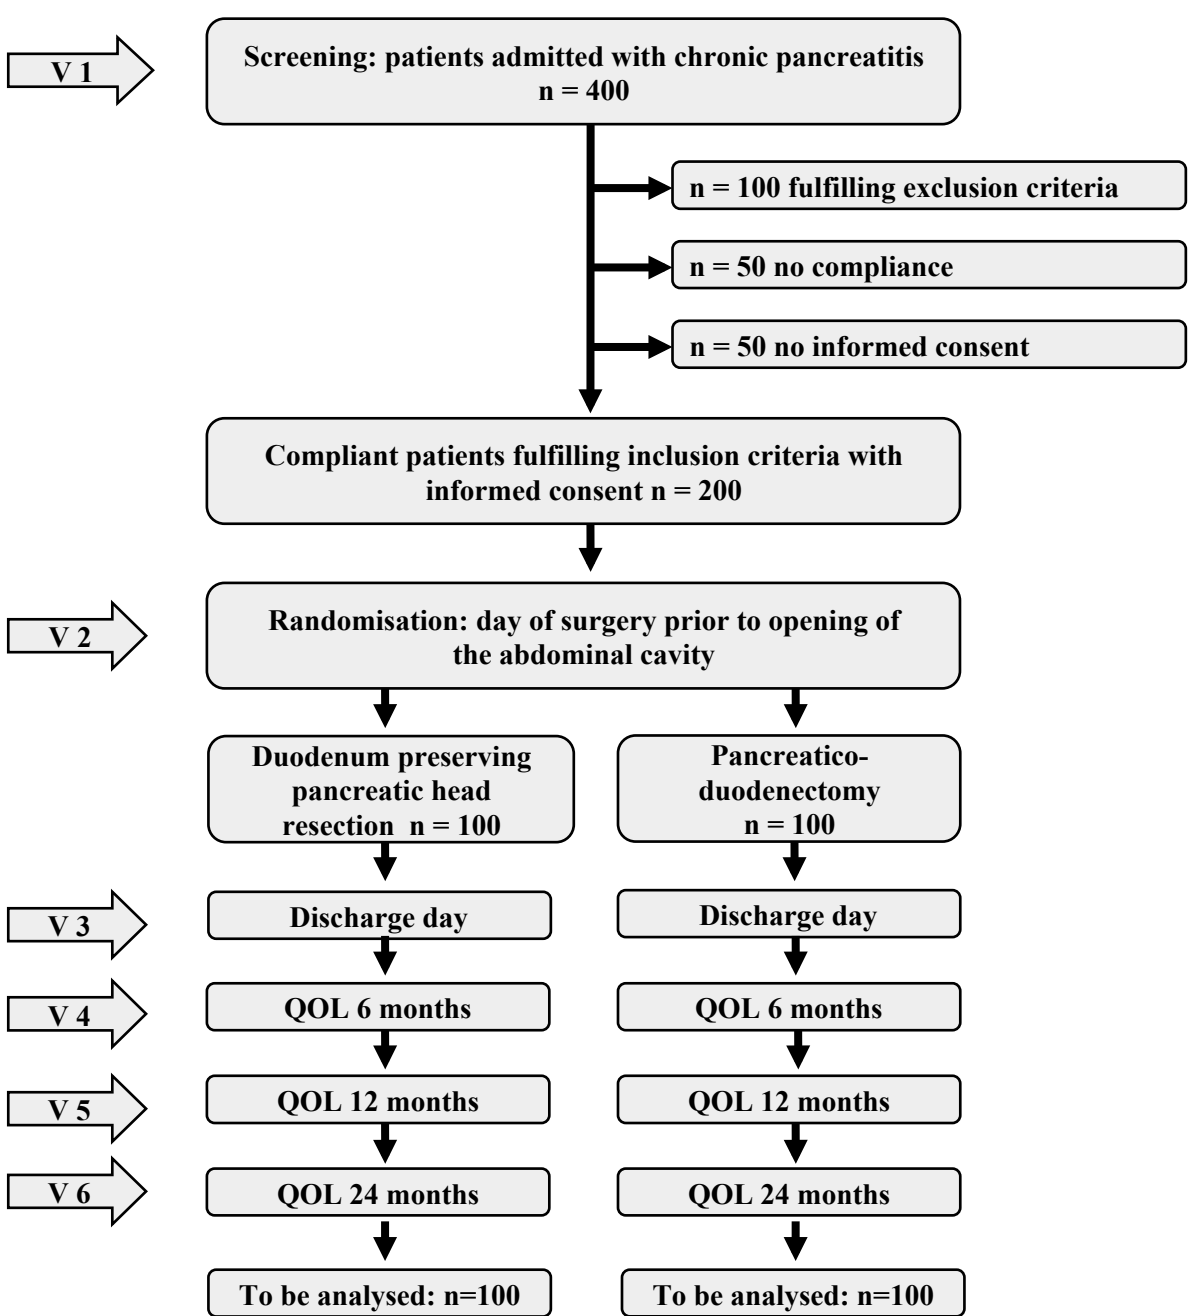 V 1
Screening: patients admitted with chronic pancreatitis
n = 400
n = 100 fulfilling exclusion criteria
n = 50 no compliance
n = 50 no informed consent
Compliant patients fulfilling inclusion criteria with
informed consent n = 200
V 2
Randomisation: day of surgery prior to opening of
the abdominal cavity
Duodenum preserving
pancreatic head
resection n = 100
Pancreatico-
duodenectomy
n = 100
V 3
Discharge day
Discharge day
V 4
QOL 6 months
QOL 6 months
V 5
QOL 12 months
QOL 12 months
V 6
QOL 24 months
QOL 24 months
To be analysed: n=100
To be analysed: n=100